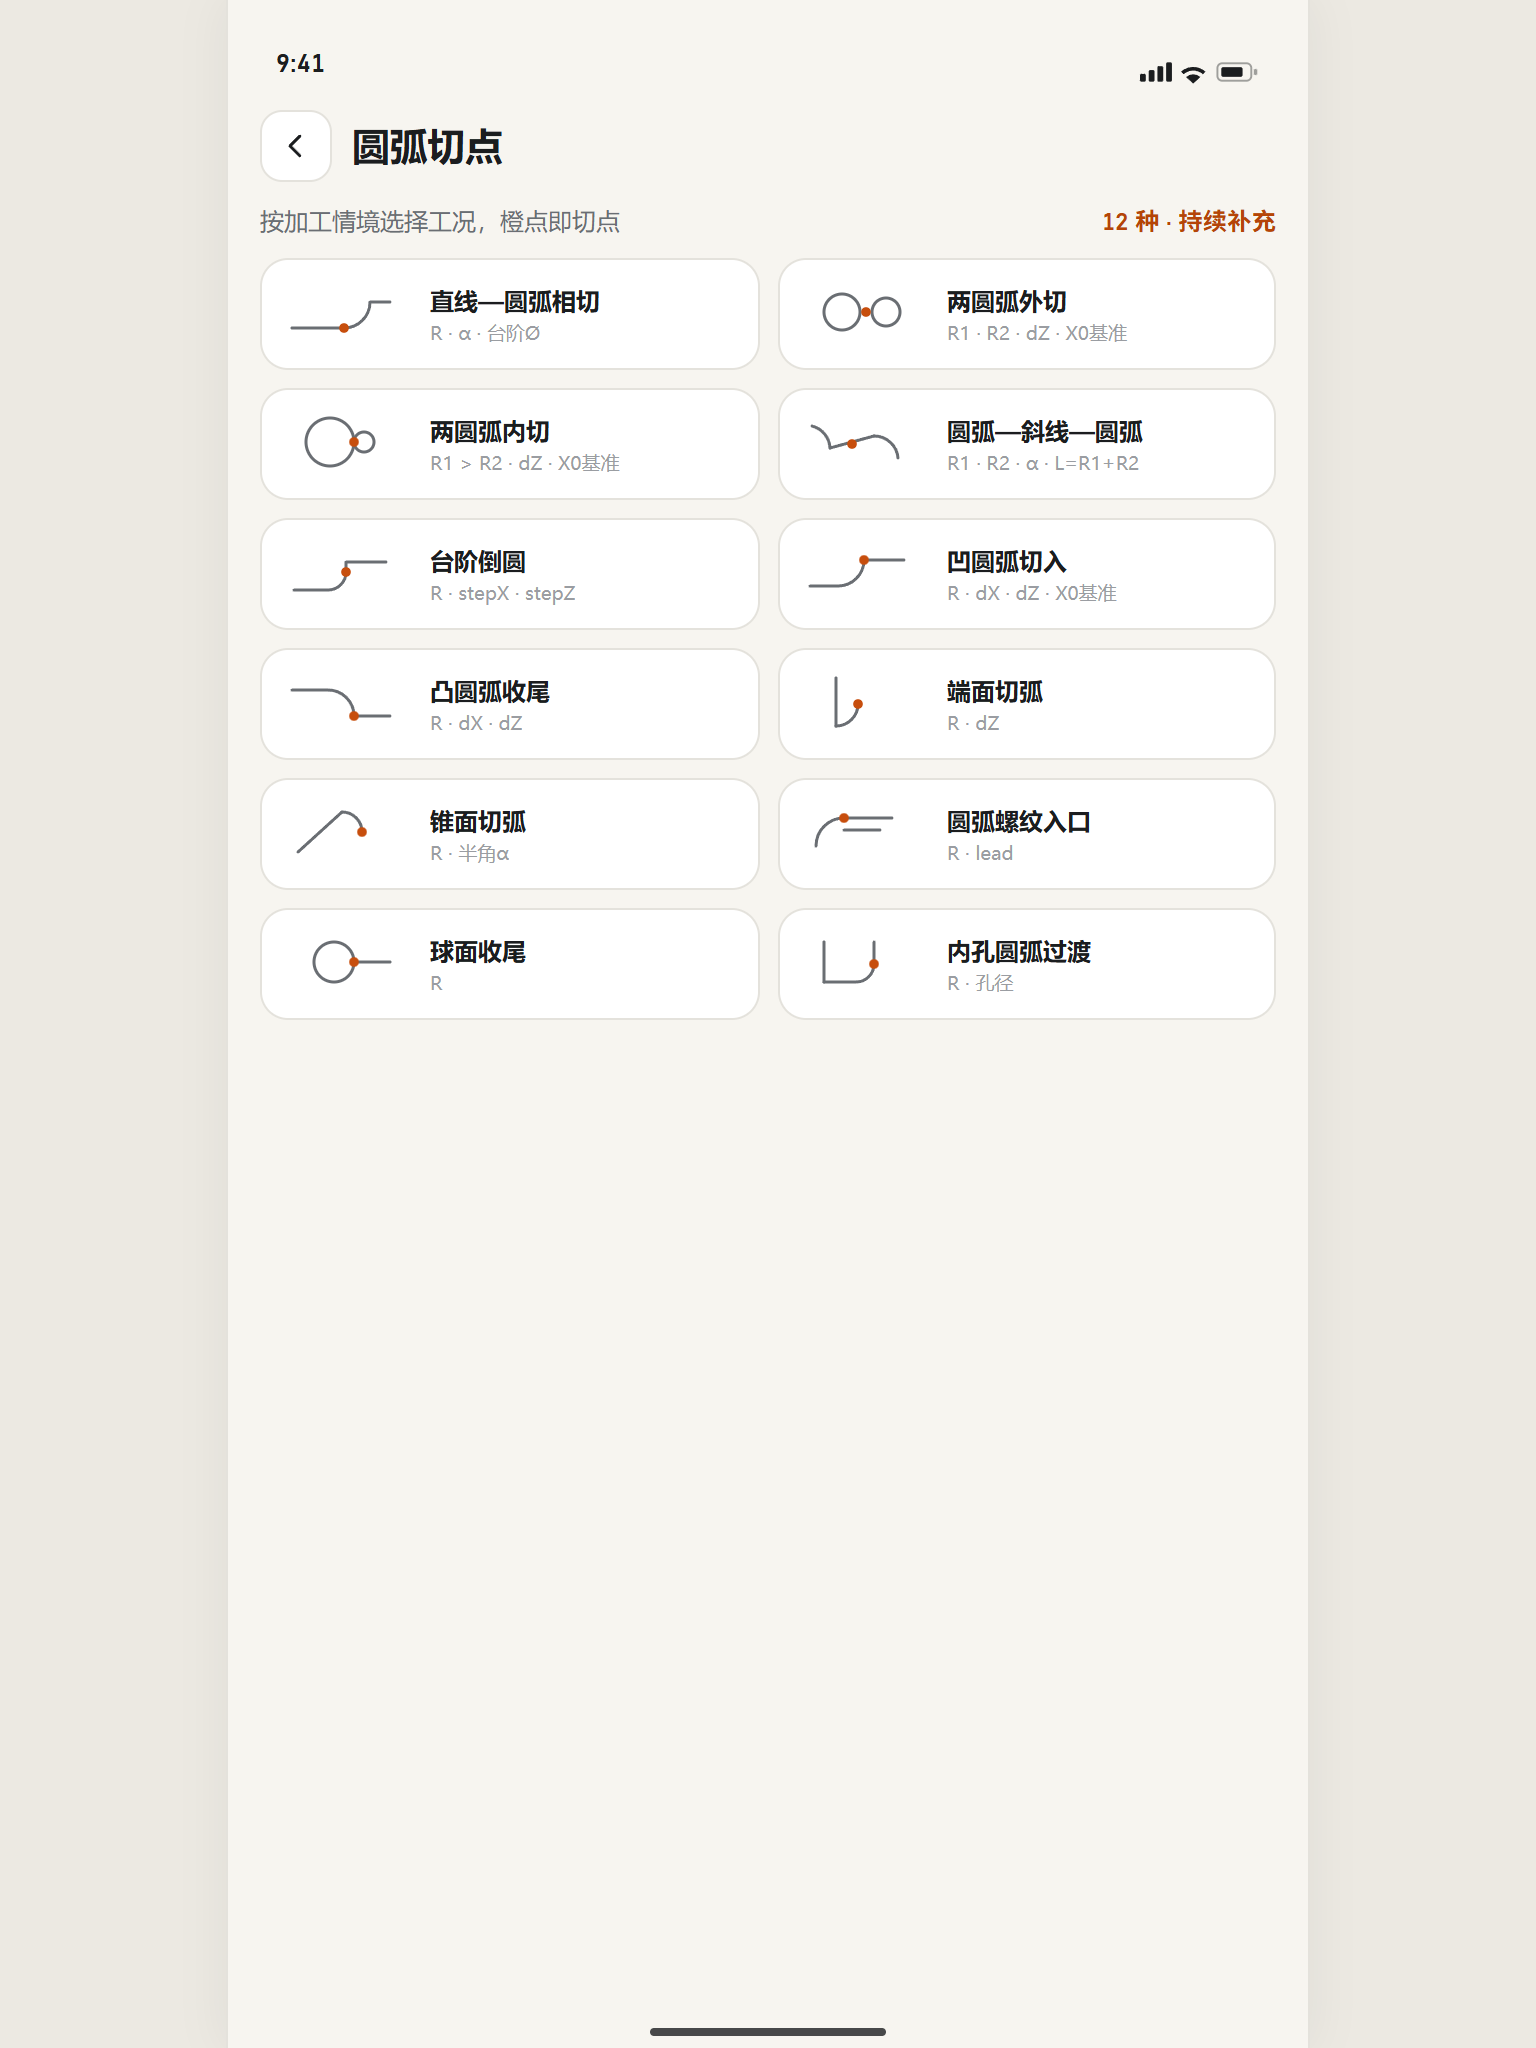 9:41
圆弧切点
按加工情境选择工况，橙点即切点
12 种 · 持续补充
直线—圆弧相切
R · α · 台阶Ø
两圆弧外切
R1 · R2 · dZ · X0基准
两圆弧内切
R1 > R2 · dZ · X0基准
圆弧—斜线—圆弧
R1 · R2 · α · L=R1+R2
台阶倒圆
R · stepX · stepZ
凹圆弧切入
R · dX · dZ · X0基准
凸圆弧收尾
R · dX · dZ
端面切弧
R · dZ
锥面切弧
R · 半角α
圆弧螺纹入口
R · lead
球面收尾
R
内孔圆弧过渡
R · 孔径